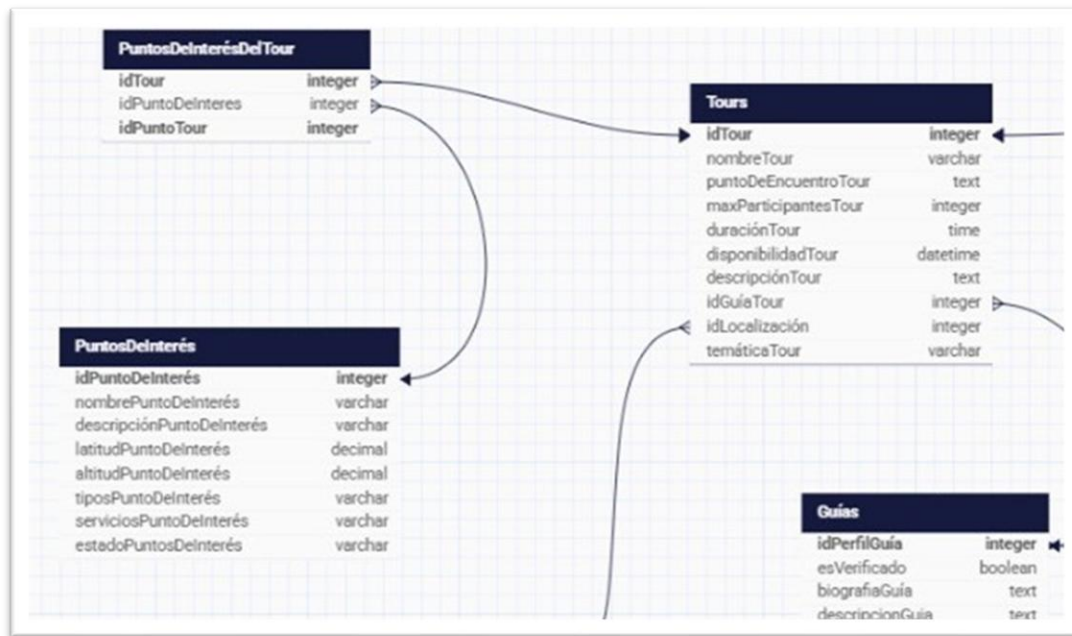 PuntosDeInterésDelTour
idTour integer
idPuntoDeInteres integer
idPuntoTour integer
Tours
idTour integer
nombreTour varchar
puntoDeEncuentroTour text
maxParticipantesTour integer
duraciónTour time
disponibilidadTour datetime
descripciónTour text
idGuíaTour integer
idLocalización integer
temáticaTour varchar
PuntosDeInterés
idPuntoDeInterés integer
nombrePuntoDeInterés varchar
descripciónPuntoDeInterés varchar
latitudPuntoDeInterés decimal
altitudPuntoDeInterés decimal
tiposPuntoDeInterés varchar
serviciosPuntoDeInterés varchar
estadoPuntosDeInterés varchar
Guías
idPerfilGuía integer
esVerificado boolean
biografiaGuía text
descripcionGuia text